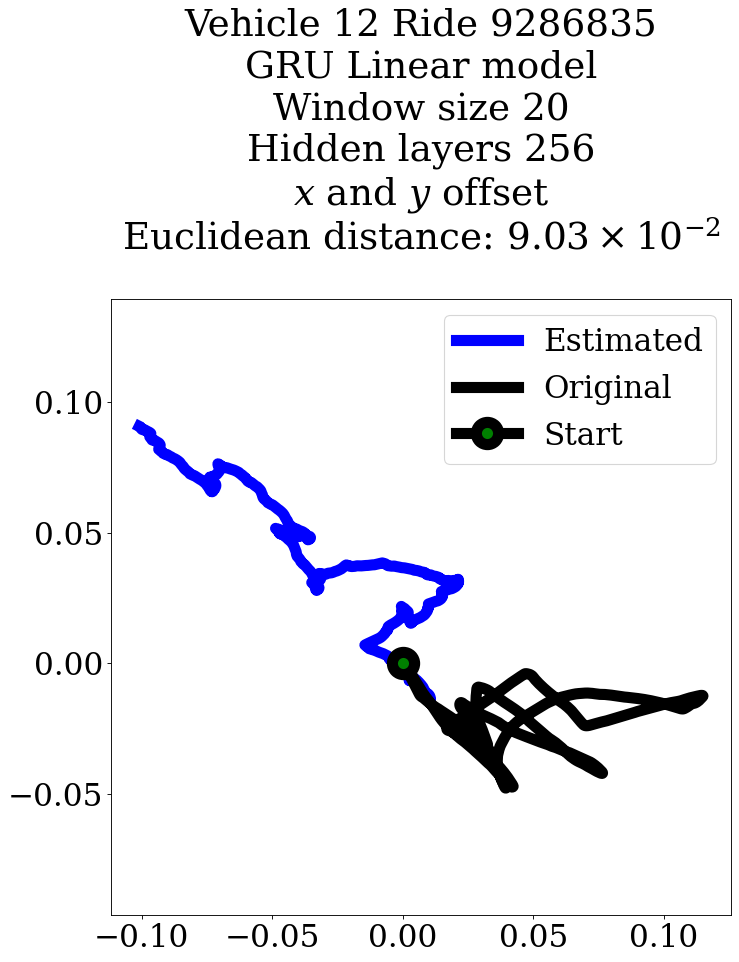 Vehicle 12 Ride 9286835
GRU Linear model
Window size 20
Hidden layers 256
x and y offset
Euclidean distance: 9.03 × 10⁻²
Estimated
Original
Start
0.10
0.05
0.00
−0.05
−0.10 −0.05 0.00 0.05 0.10